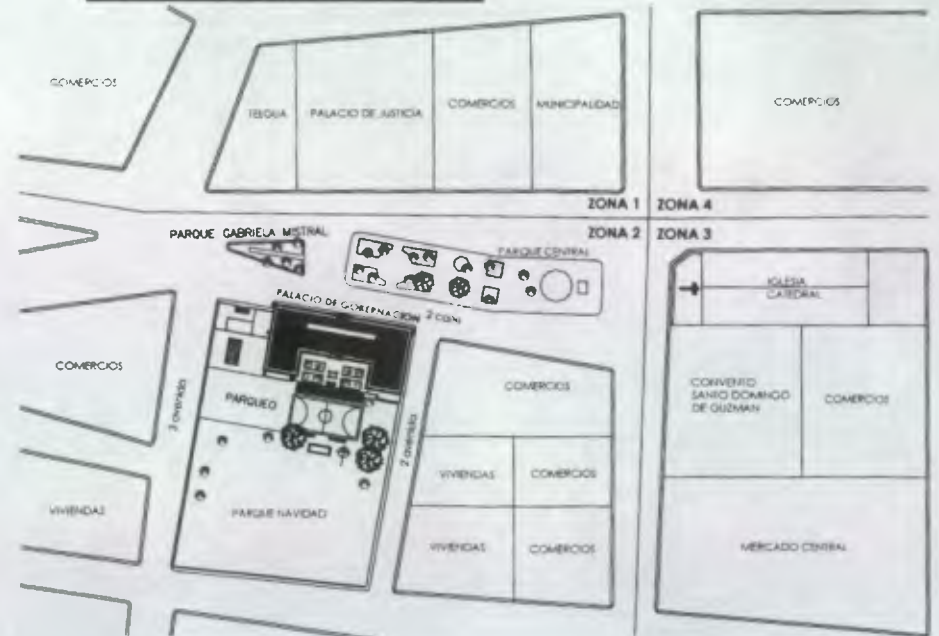 COMERCIOS
TELGUA
PALACIO DE JUSTICIA
COMERCIOS
MUNICIPALIDAD
COMERCIOS
ZONA 1
ZONA 4
ZONA 2
ZONA 3
PARQUE GABRIELA MISTRAL
PARQUE CENTRAL
PALACIO DE GOBERNACION
2 calle
IGLESIA
CATEDRAL
COMERCIOS
3 avenida
PARQUEO
2 avenida
COMERCIOS
CONVENTO
SANTO DOMINGO
DE GUZMAN
COMERCIOS
VIVIENDAS
COMERCIOS
VIVIENDAS
PARQUE NAVIDAD
VIVIENDAS
COMERCIOS
MERCADO CENTRAL